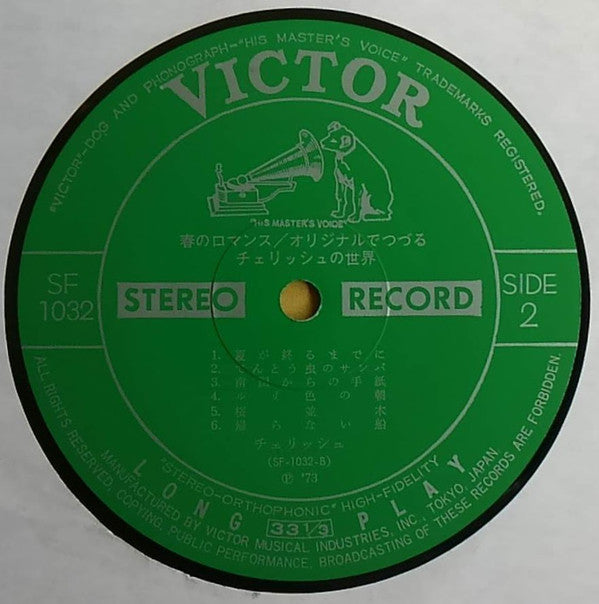 "VICTOR"–DOG AND PHONOGRAPH–"HIS MASTER'S VOICE" TRADEMARKS REGISTERED.
VICTOR
"HIS MASTER'S VOICE"
春のロマンス/オリジナルでつづる
チェリッシュの世界
SF
1032
STEREO
RECORD
SIDE
2
1. 夏が終るまでに
2. てんとう虫のサンバ
3. 南国からの手紙
4. ルリ色の朝
5. 桜並木
6. 帰らない船
チェリッシュ
(SF-1032-B)
Ⓟ '73
"STEREO-ORTHOPHONIC" HIGH-FIDELITY
LONG 33 1/3 PLAY
MANUFACTURED BY VICTOR MUSICAL INDUSTRIES, INC., TOKYO, JAPAN
ALL RIGHTS RESERVED, COPYING, PUBLIC PERFORMANCE, BROADCASTING OF THESE RECORDS ARE FORBIDDEN.